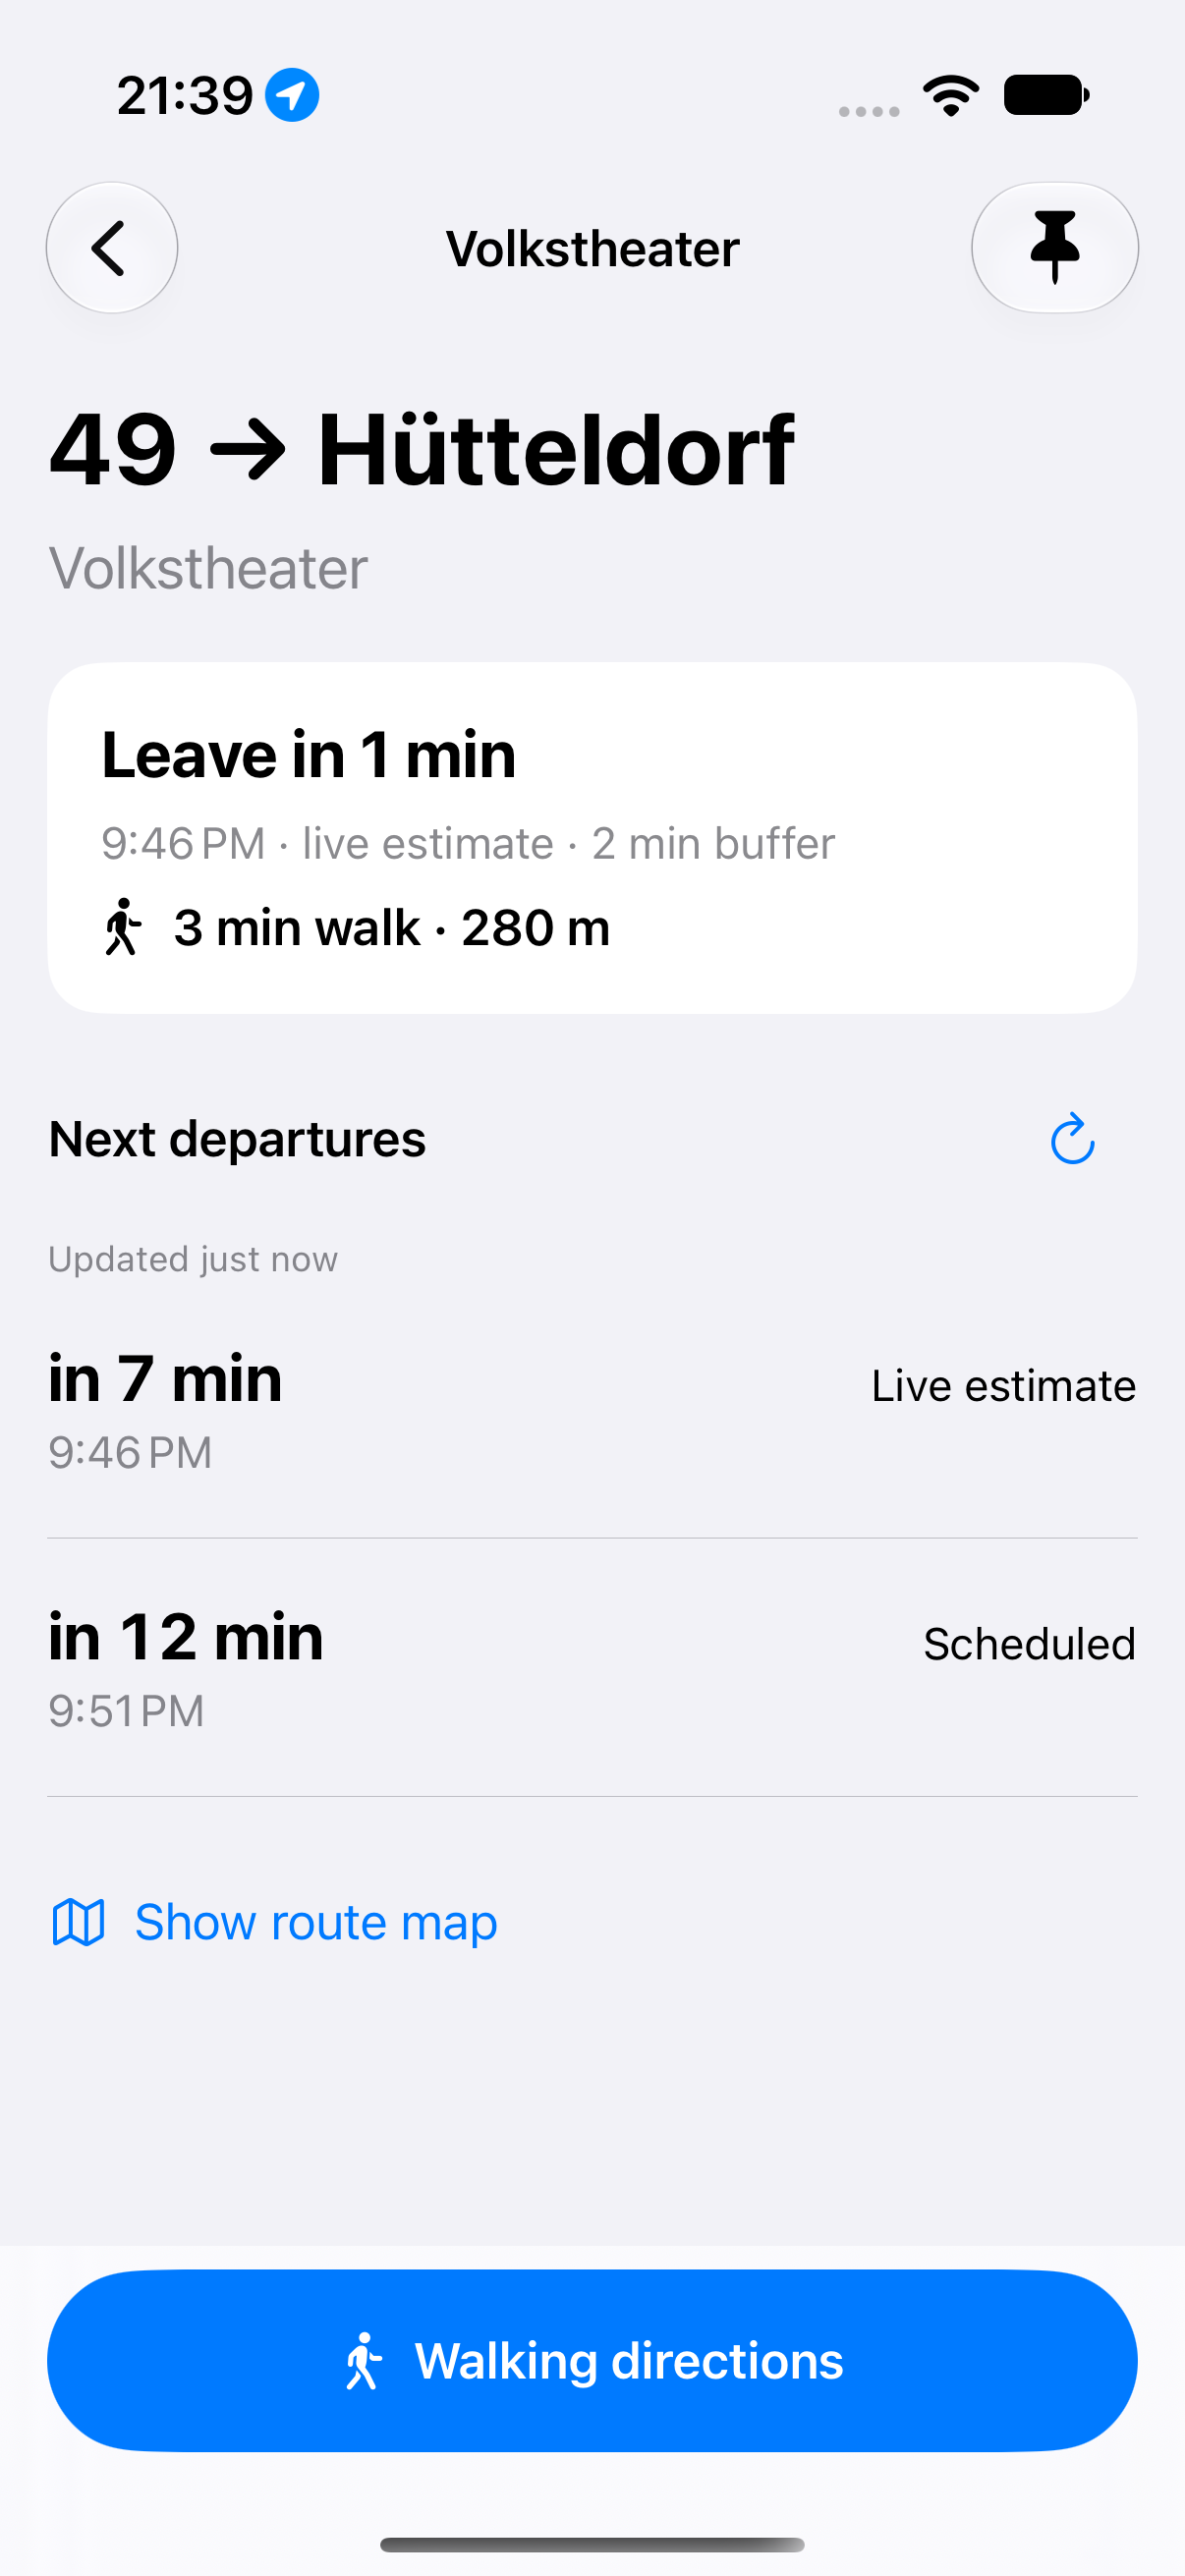 21:39
Volkstheater
49 → Hütteldorf
Volkstheater
Leave in 1 min
9:46 PM · live estimate · 2 min buffer
3 min walk · 280 m
Next departures
Updated just now
in 7 min
Live estimate
9:46 PM
in 12 min
Scheduled
9:51 PM
Show route map
Walking directions